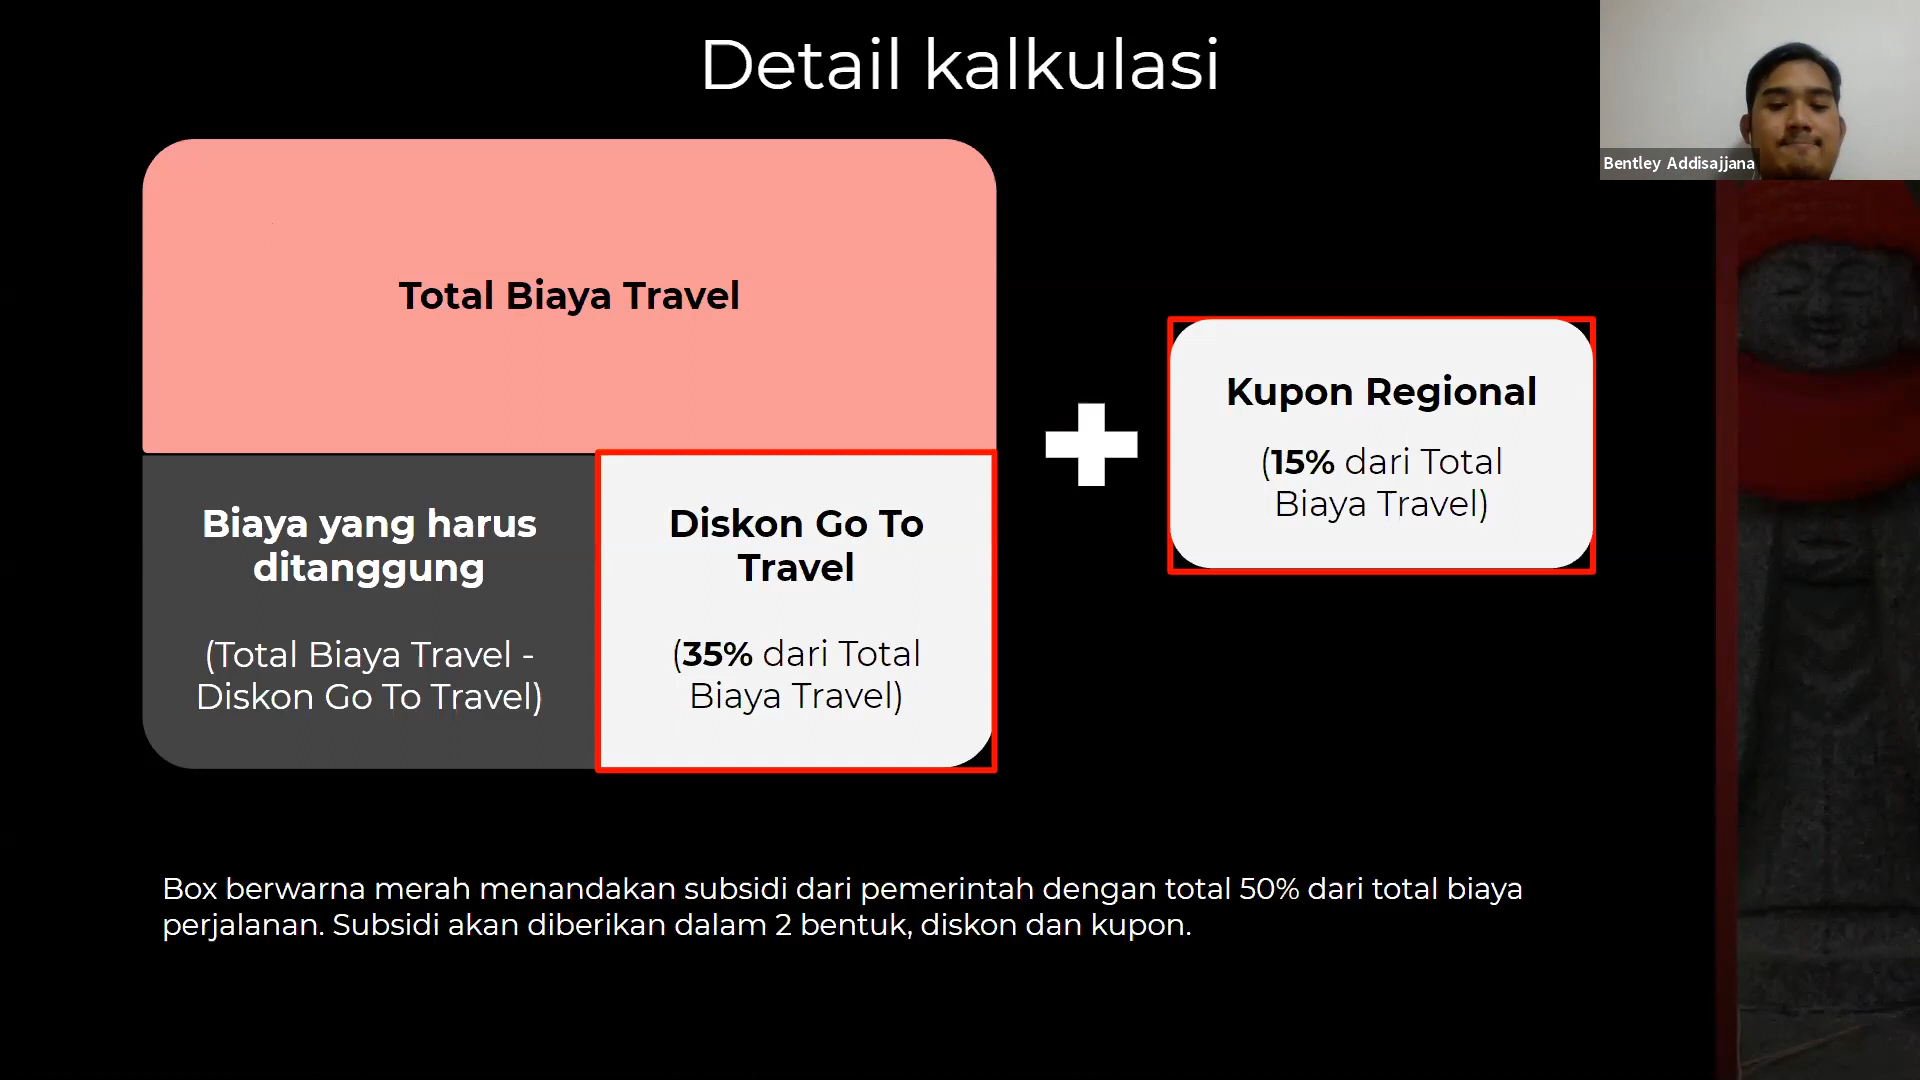 Detail kalkulasi
Bentley Addisajjana
Total Biaya Travel
Biaya yang harus
ditanggung
(Total Biaya Travel -
Diskon Go To Travel)
Diskon Go To
Travel
(35% dari Total
Biaya Travel)
Kupon Regional
(15% dari Total
Biaya Travel)
Box berwarna merah menandakan subsidi dari pemerintah dengan total 50% dari total biaya
perjalanan. Subsidi akan diberikan dalam 2 bentuk, diskon dan kupon.